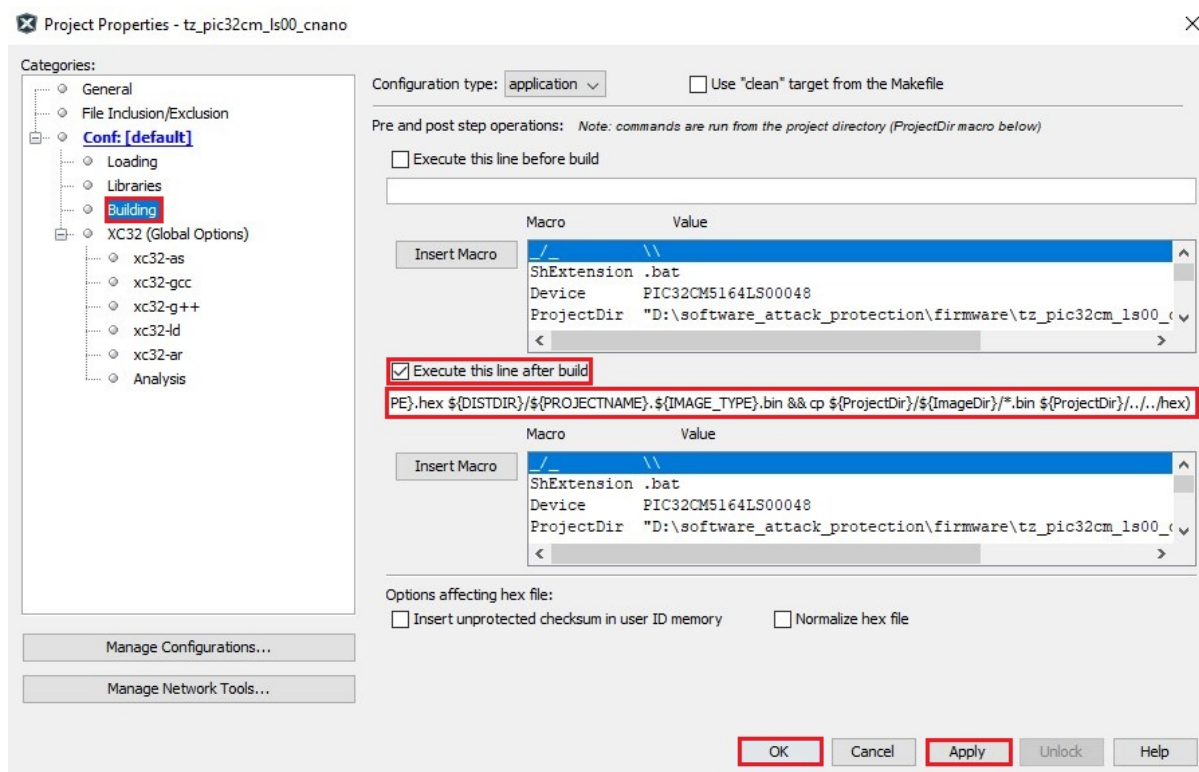 Project Properties - tz_pic32cm_ls00_cnano
Categories:
General
File Inclusion/Exclusion
Conf: [default]
Loading
Libraries
Building
XC32 (Global Options)
xc32-as
xc32-gcc
xc32-g++
xc32-ld
xc32-ar
Analysis
Manage Configurations...
Manage Network Tools...
Configuration type: application
Use "clean" target from the Makefile
Pre and post step operations: Note: commands are run from the project directory (ProjectDir macro below)
Execute this line before build
Macro Value
Insert Macro
_/_ \\
ShExtension .bat
Device PIC32CM5164LS00048
ProjectDir "D:\software_attack_protection\firmware\tz_pic32cm_ls00_
Execute this line after build
PE}.hex ${DISTDIR}/${PROJECTNAME}.${IMAGE_TYPE}.bin && cp ${ProjectDir}/${ImageDir}/*.bin ${ProjectDir}/../../hex)
Macro Value
Insert Macro
_/_ \\
ShExtension .bat
Device PIC32CM5164LS00048
ProjectDir "D:\software_attack_protection\firmware\tz_pic32cm_ls00_
Options affecting hex file:
Insert unprotected checksum in user ID memory
Normalize hex file
OK Cancel Apply Unlock Help